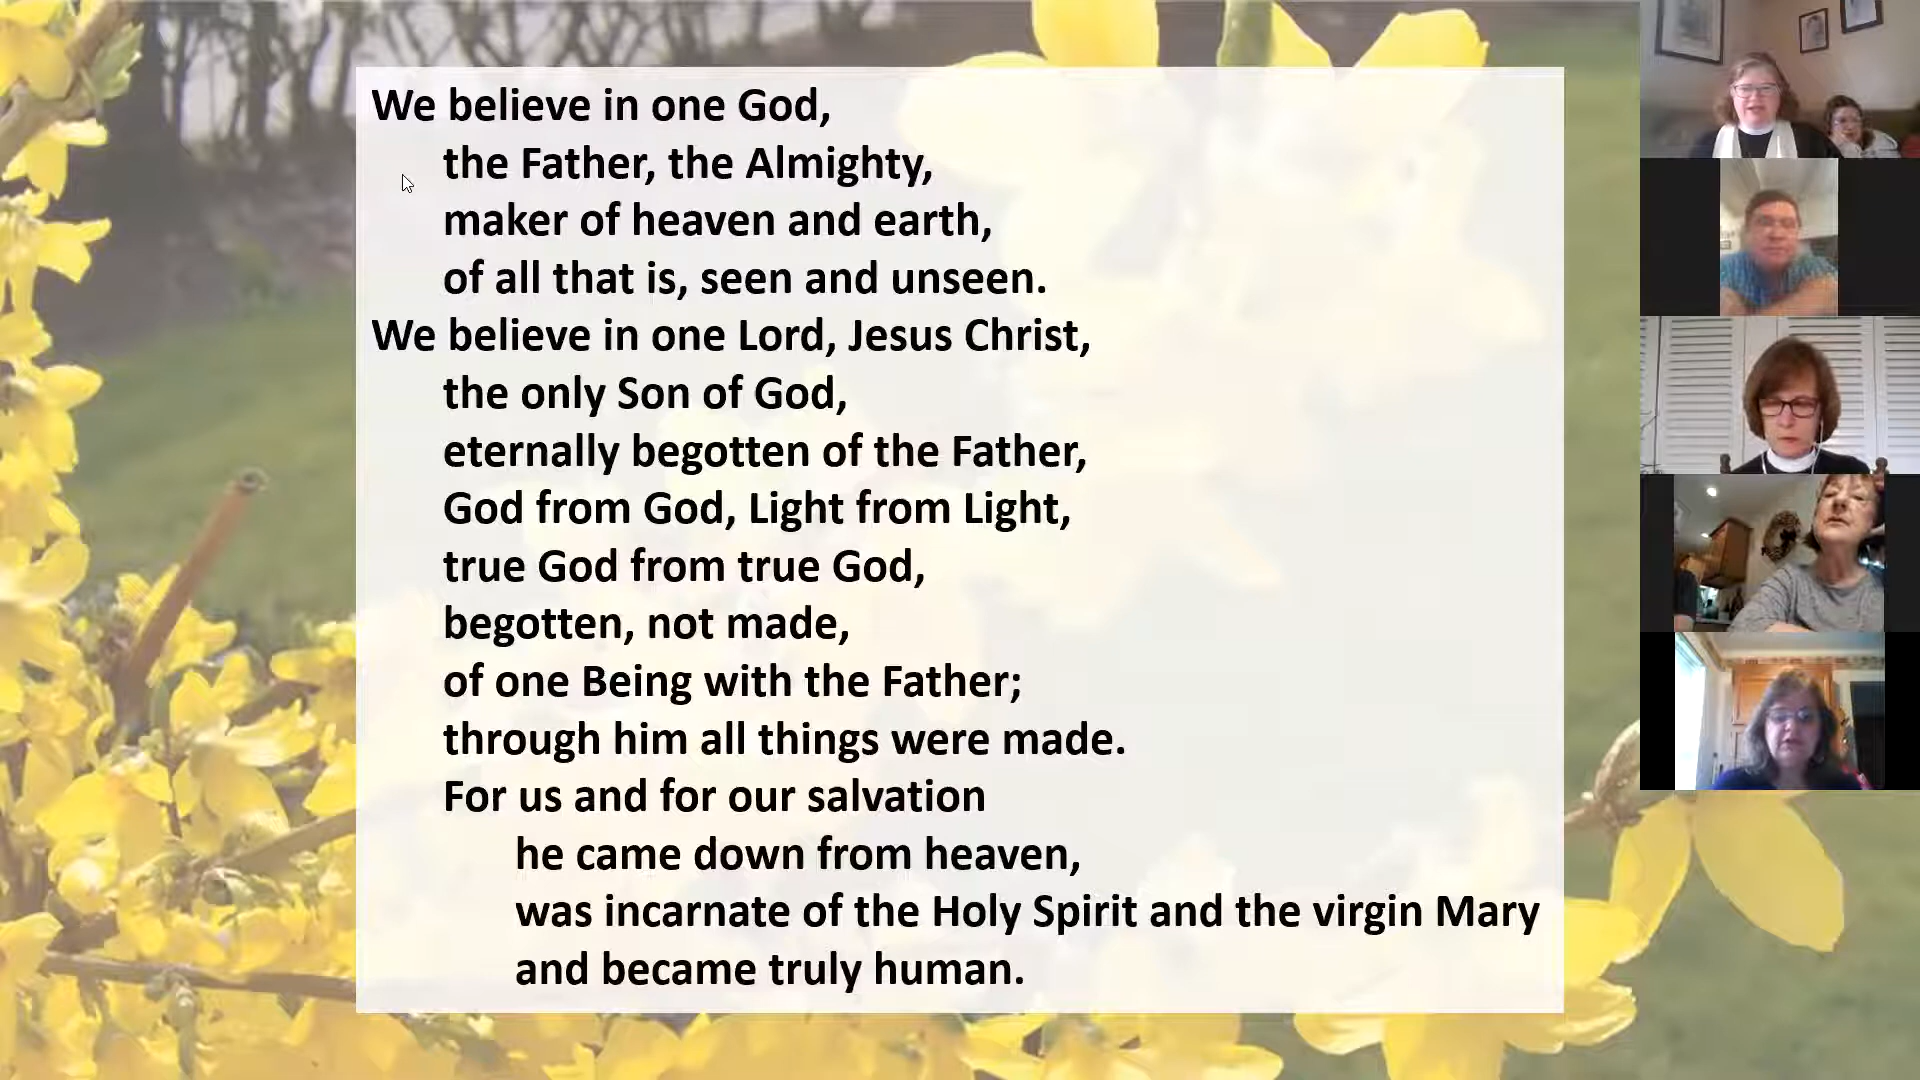 We believe in one God,
the Father, the Almighty,
maker of heaven and earth,
of all that is, seen and unseen.
We believe in one Lord, Jesus Christ,
the only Son of God,
eternally begotten of the Father,
God from God, Light from Light,
true God from true God,
begotten, not made,
of one Being with the Father;
through him all things were made.
For us and for our salvation
he came down from heaven,
was incarnate of the Holy Spirit and the virgin Mary
and became truly human.